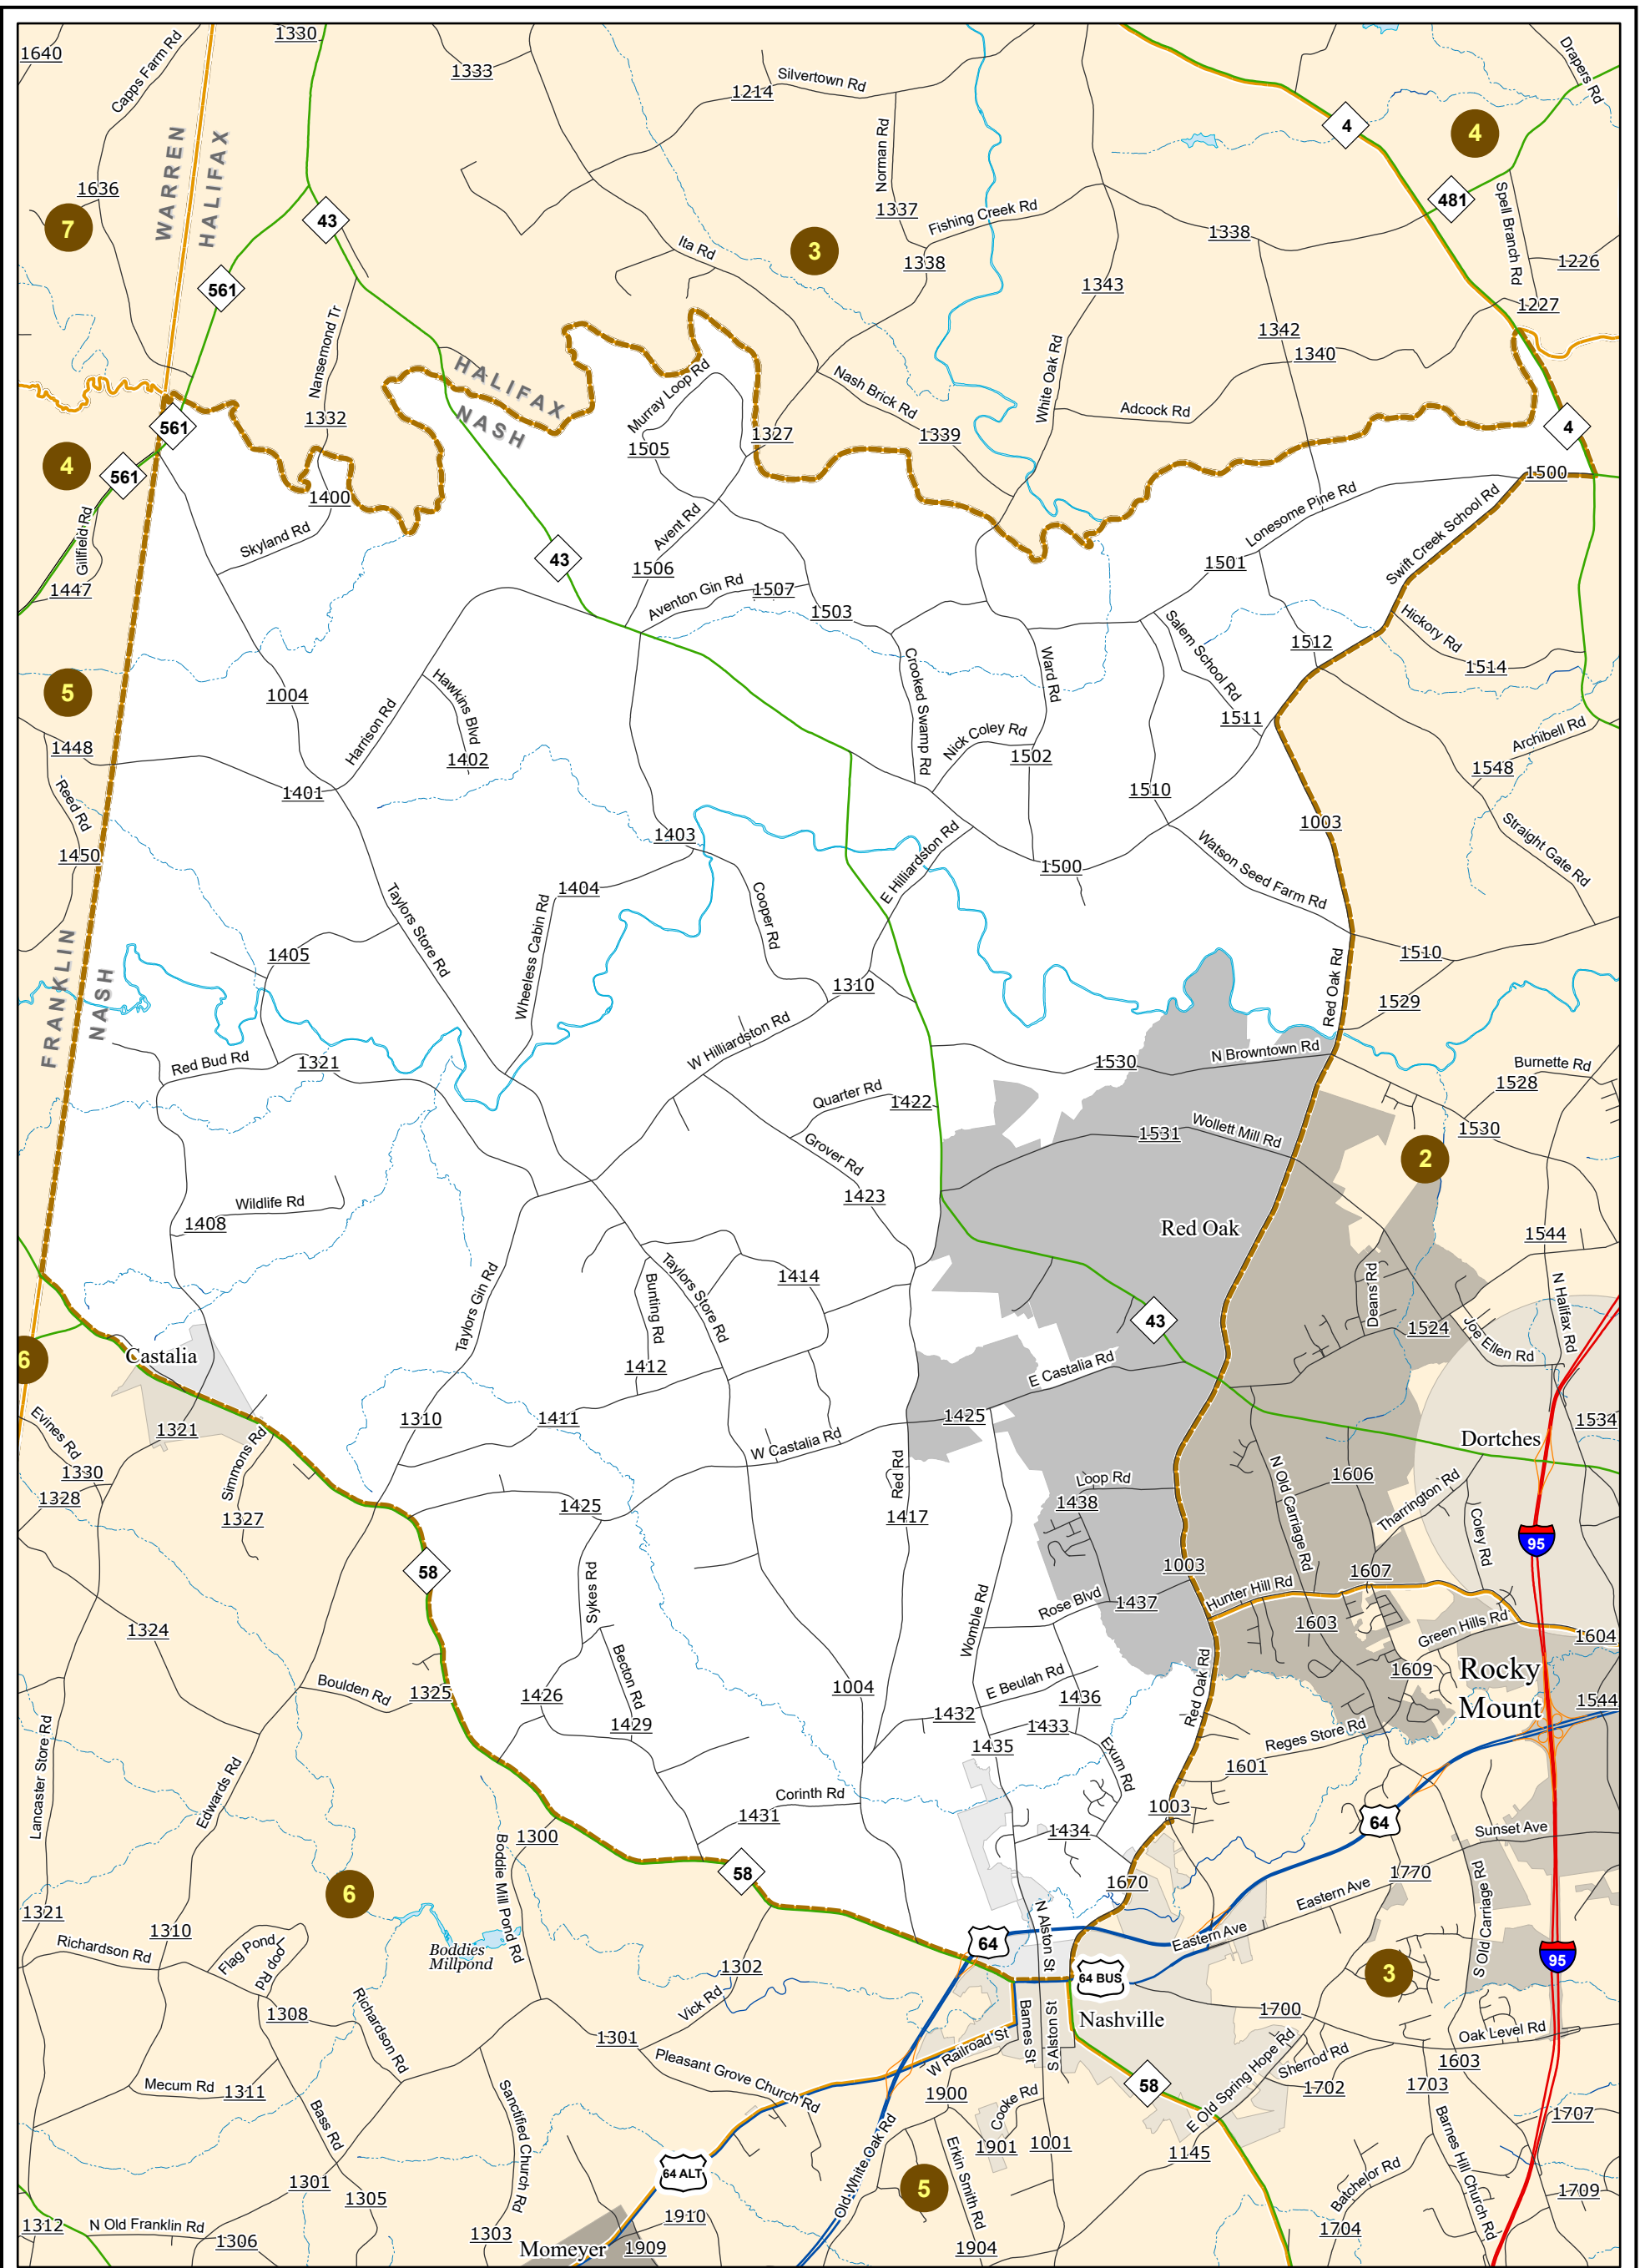 1640
Capps Farm Rd
1330
1333
1214
Silvertown Rd
Drapers Rd
4
4
481
WARREN
HALIFAX
1636
7
43
Norman Rd
1337
Fishing Creek Rd
1338
1338
Spell Branch Rd
1226
Ita Rd
3
561
1343
1227
Nansemond Tr
1342
1340
White Oak Rd
HALIFAX
NASH
Murray Loop Rd
Nash Brick Rd
Adcock Rd
1332
561
1327
1339
4
4
561
1505
1500
1400
Gilfield Rd
Skyland Rd
Avent Rd
Lonesome Pine Rd
Swift Creek School Rd
43
1506
1501
1447
Aventon Gin Rd
1507
1503
Salem School Rd
Hickory Rd
1512
1514
5
1004
Hawkins Blvd
Harrison Rd
Crooked Swamp Rd
Ward Rd
1511
Nick Coley Rd
Archibell Rd
1448
1402
1502
1548
Reed Rd
1401
1510
1403
1003
Straight Gate Rd
1450
E Hilliardston Rd
1500
Watson Seed Farm Rd
1404
Taylors Store Rd
Wheeless Cabin Rd
Cooper Rd
FRANKLIN
NASH
1405
1510
1310
Red Oak Rd
1529
W Hilliardston Rd
Red Bud Rd
1321
1530
N Browntown Rd
Burnette Rd
1528
Quarter Rd
1422
1531
Wollett Mill Rd
1530
Grover Rd
2
1423
Wildlife Rd
1408
Red Oak
1544
Taylors Gin Rd
Bunting Rd
Taylors Store Rd
1414
Deans Rd
N Halifax Rd
43
1524
Joe Ellen Rd
6
Castalia
1412
E Castalia Rd
Evines Rd
1321
Simmons Rd
1310
1411
W Castalia Rd
1425
1534
Dortches
1330
1328
1327
Red Rd
Loop Rd
1438
N Old Carriage Rd
1606
Tharrington Rd
Coley Rd
1425
1417
95
58
1003
1607
Sykes Rd
Womble Rd
Rose Blvd
1437
Hunter Hill Rd
1603
Green Hills Rd
1604
1324
Becton Rd
Boulden Rd
1325
1426
1429
1004
E Beulah Rd
1436
1432
1433
1435
Red Oak Rd
1609
Rocky
Mount
1544
Reges Store Rd
1601
Lancaster Store Rd
Edwards Rd
Exum Rd
Corinth Rd
1431
1003
64
1300
1434
Sunset Ave
Boddie Mill Pond Rd
58
1670
1770
6
Eastern Ave
Eastern Ave
1321
1310
N Alston St
S Old Carriage Rd
Richardson Rd
Flag Pond
Loop Rd
Boddies
Millpond
64
95
1302
64 BUS
3
Vick Rd
1308
Richardson Rd
1301
Barnes St
S Alston St
Nashville
1700
Oak Level Rd
Pleasant Grove Church Rd
W Railroad St
E Old Spring Hope Rd
Sherrod Rd
1603
Mecum Rd
1311
1900
Cooke Rd
58
1702
1703
Bass Rd
Sanctified Church Rd
Old White Oak Rd
1901
1001
1145
1707
64 ALT
Erkin Smith Rd
Barnes Hill Church Rd
Batchelor Rd
1301
1305
5
1709
1312
N Old Franklin Rd
1306
1303
1910
Momeyer
1909
1904
1704